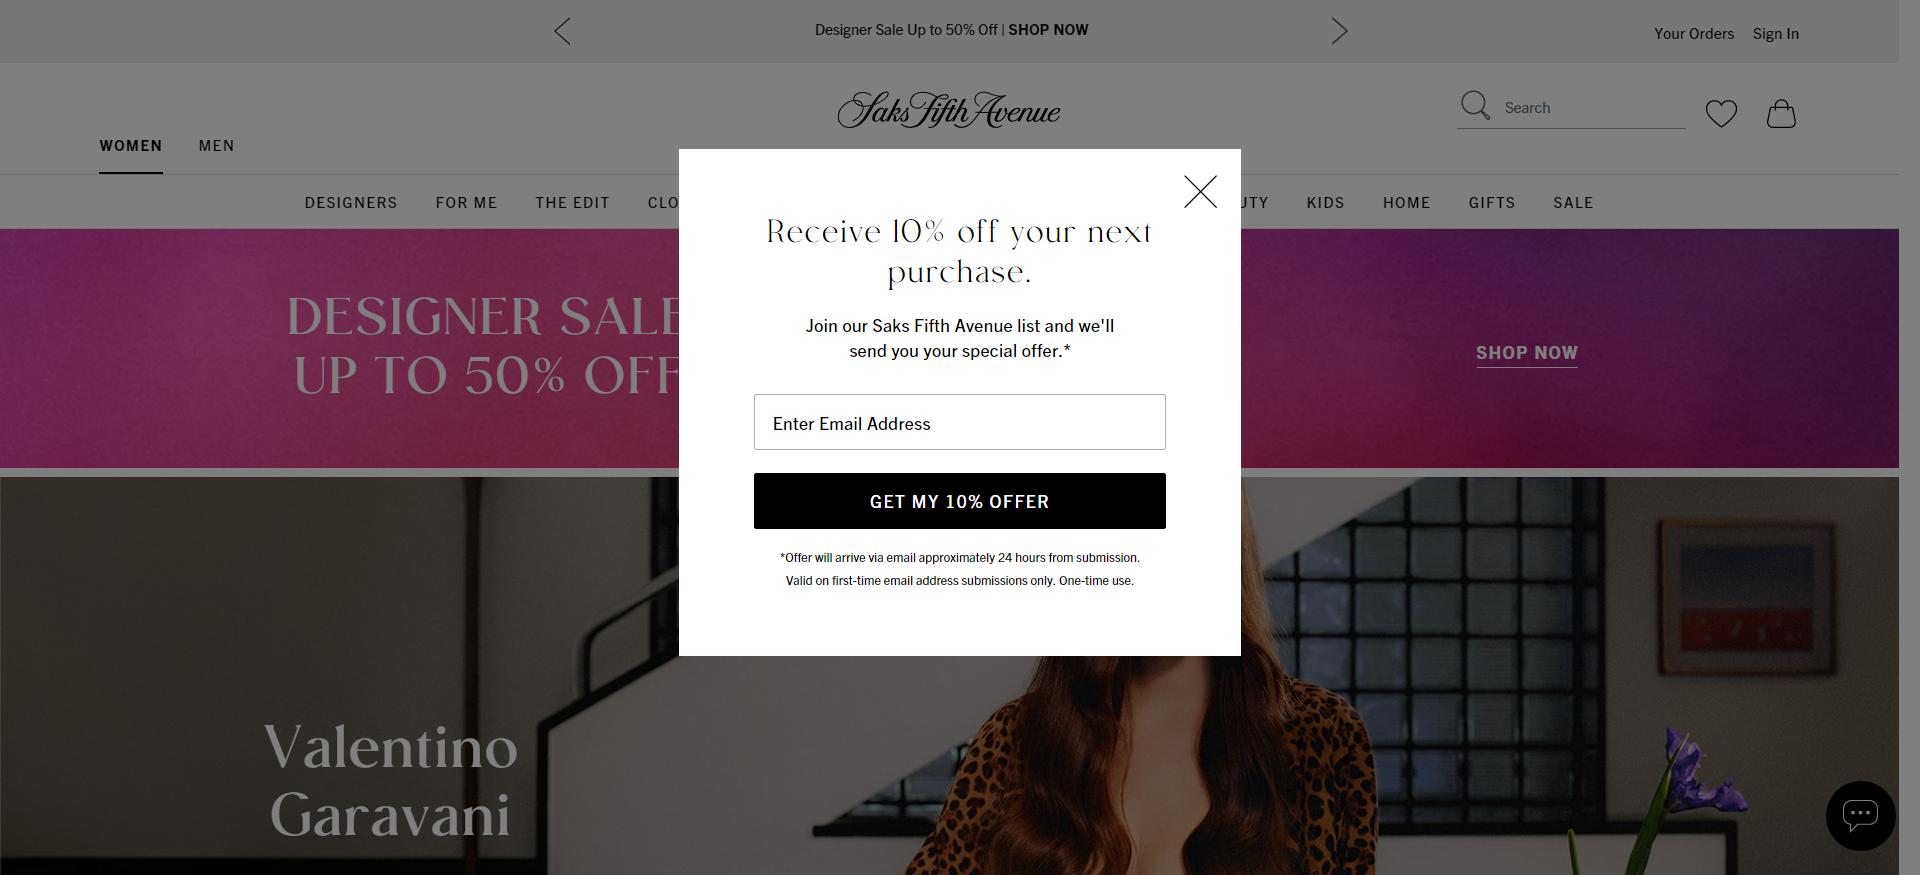 Designer Sale Up to 50% Off | SHOP NOW
Your Orders Sign In
Saks Fifth Avenue
Search
WOMEN MEN
DESIGNERS FOR ME THE EDIT CLO
UTY KIDS HOME GIFTS SALE
Receive 10% off your next
purchase.
Join our Saks Fifth Avenue list and we'll
send you your special offer.*
Enter Email Address
GET MY 10% OFFER
*Offer will arrive via email approximately 24 hours from submission.
Valid on first-time email address submissions only. One-time use.
DESIGNER SALE
UP TO 50% OFF
SHOP NOW
Valentino
Garavani